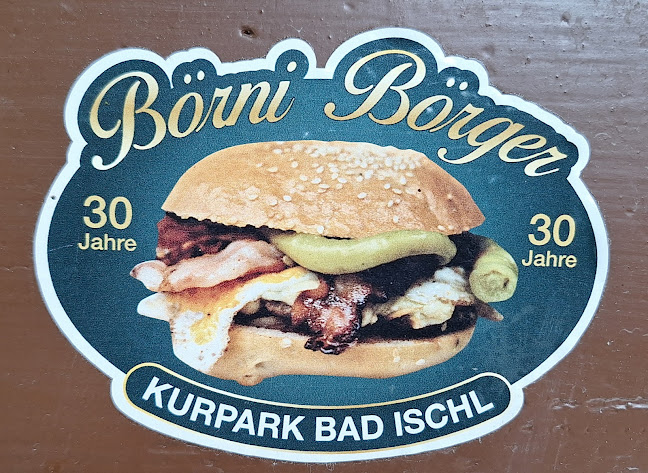 Börni Börger
30
Jahre
30
Jahre
KURPARK BAD ISCHL